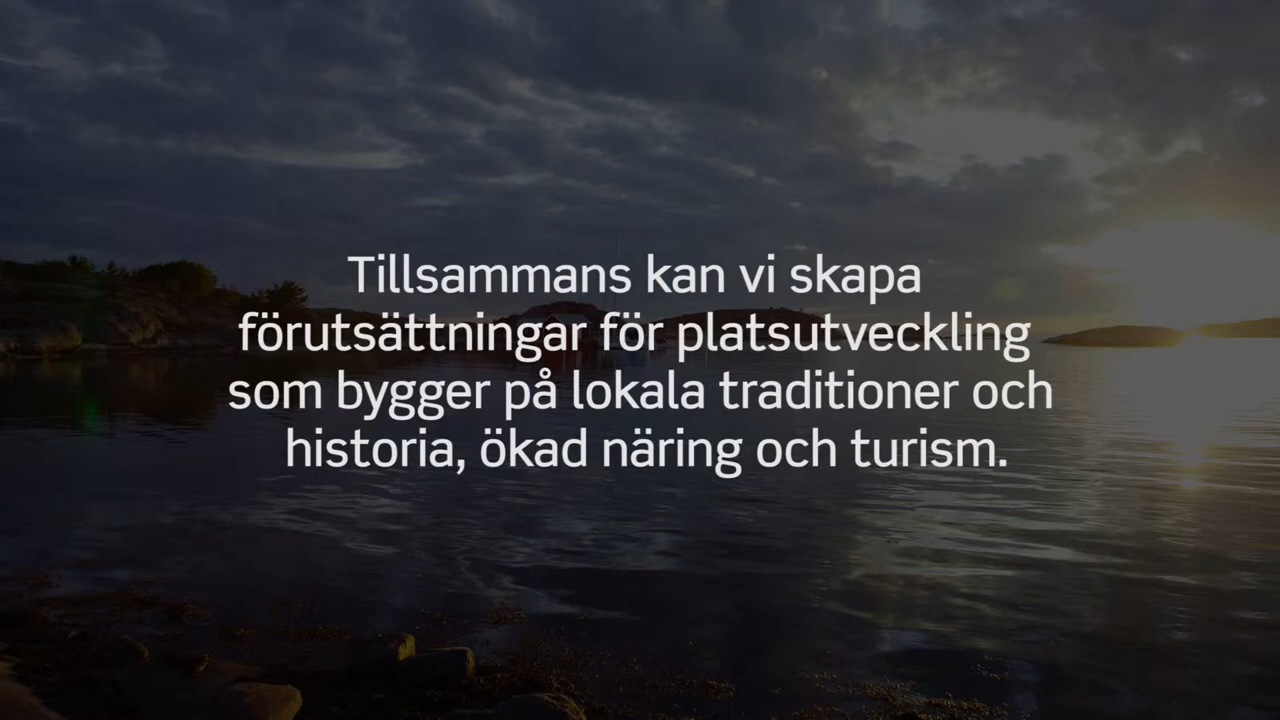 Tillsammans kan vi skapa
förutsättningar för platsutveckling
som bygger på lokala traditioner och
historia, ökad näring och turism.